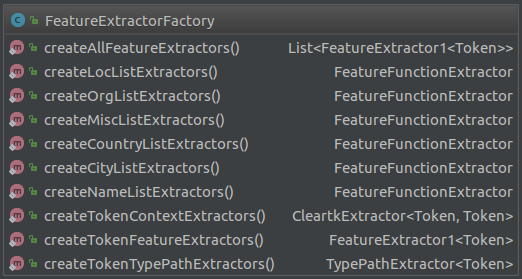 C FeatureExtractorFactory
m createAllFeatureExtractors() List<FeatureExtractor1<Token>>
m createLocListExtractors() FeatureFunctionExtractor
m createOrgListExtractors() FeatureFunctionExtractor
m createMiscListExtractors() FeatureFunctionExtractor
m createCountryListExtractors() FeatureFunctionExtractor
m createCityListExtractors() FeatureFunctionExtractor
m createNameListExtractors() FeatureFunctionExtractor
m createTokenContextExtractors() CleartkExtractor<Token, Token>
m createTokenFeatureExtractors() FeatureExtractor1<Token>
m createTokenTypePathExtractors() TypePathExtractor<Token>